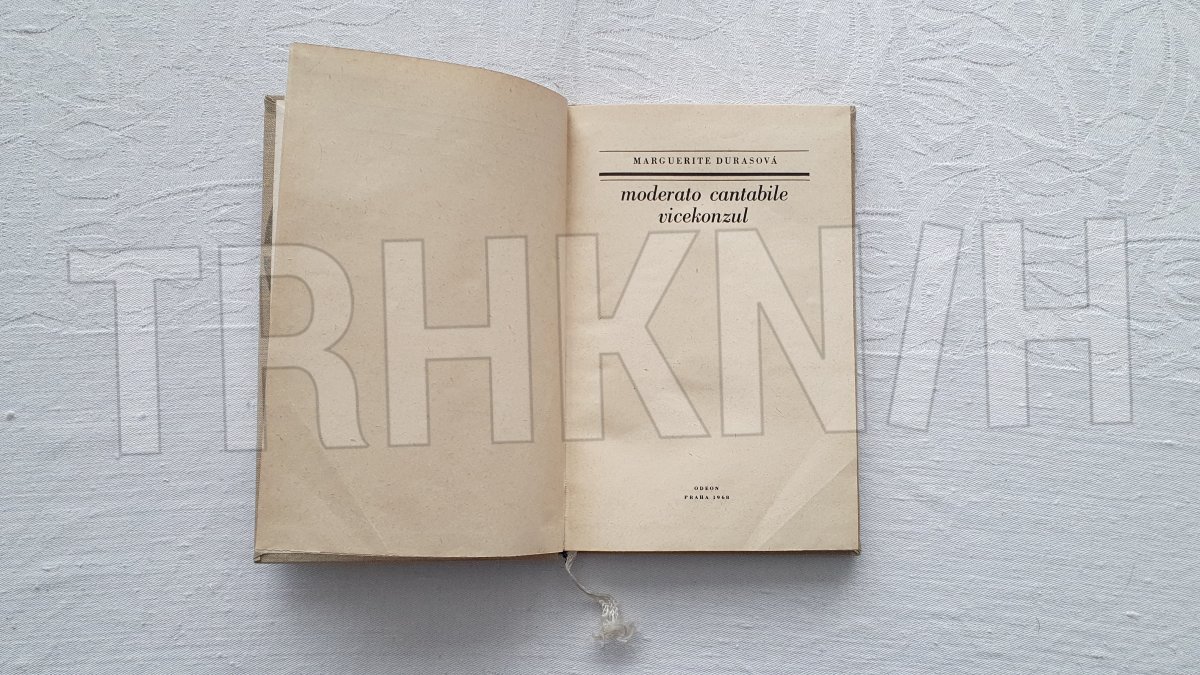 MARGUERITE DURASOVÁ
moderato cantabile
vicekonzul
TRHKNIH
ODEON
PRAHA 1968